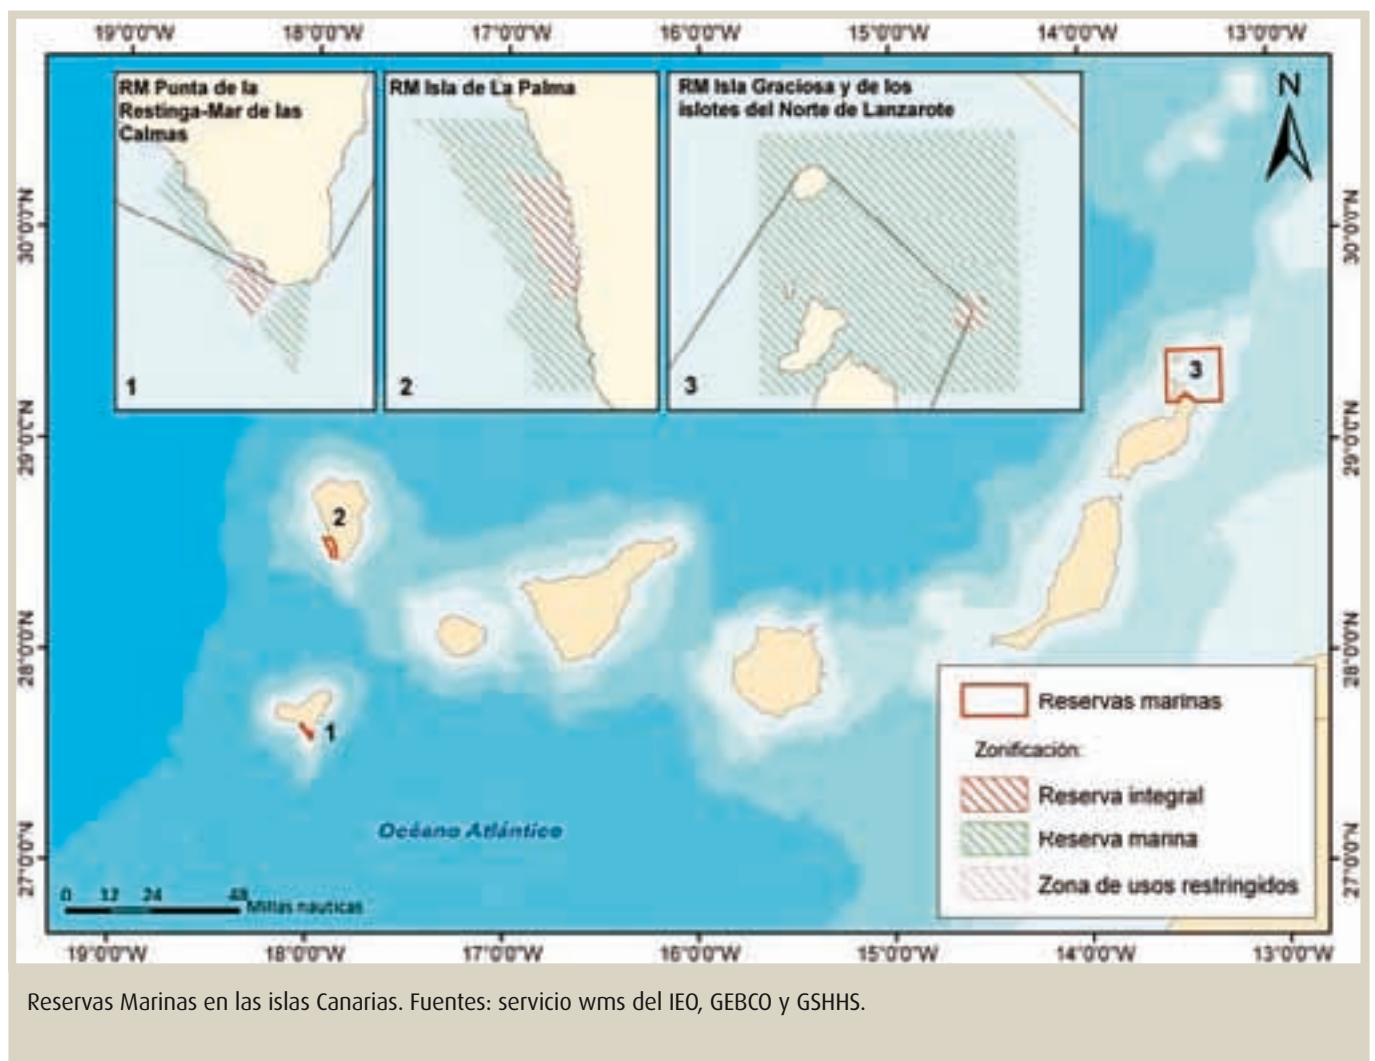 19°0'0"W 18°0'0"W 17°0'0"W 16°0'0"W 15°0'0"W 14°0'0"W 13°0'0"W
RM Punta de la
Restinga-Mar de las
Calmas
1
RM Isla de La Palma
2
RM Isla Graciosa y de los
islotes del Norte de Lanzarote
3
N
30°0'0"N
30°0'0"N
29°0'0"N
29°0'0"N
28°0'0"N
28°0'0"N
27°0'0"N
27°0'0"N
3
2
1
Océano Atlántico
0 12 24 48
Millas nauticas
Reservas marinas
Zonificación:
Reserva integral
Reserva marina
Zona de usos restringidos
19°0'0"W 18°0'0"W 17°0'0"W 16°0'0"W 15°0'0"W 14°0'0"W 13°0'0"W
Reservas Marinas en las islas Canarias. Fuentes: servicio wms del IEO, GEBCO y GSHHS.